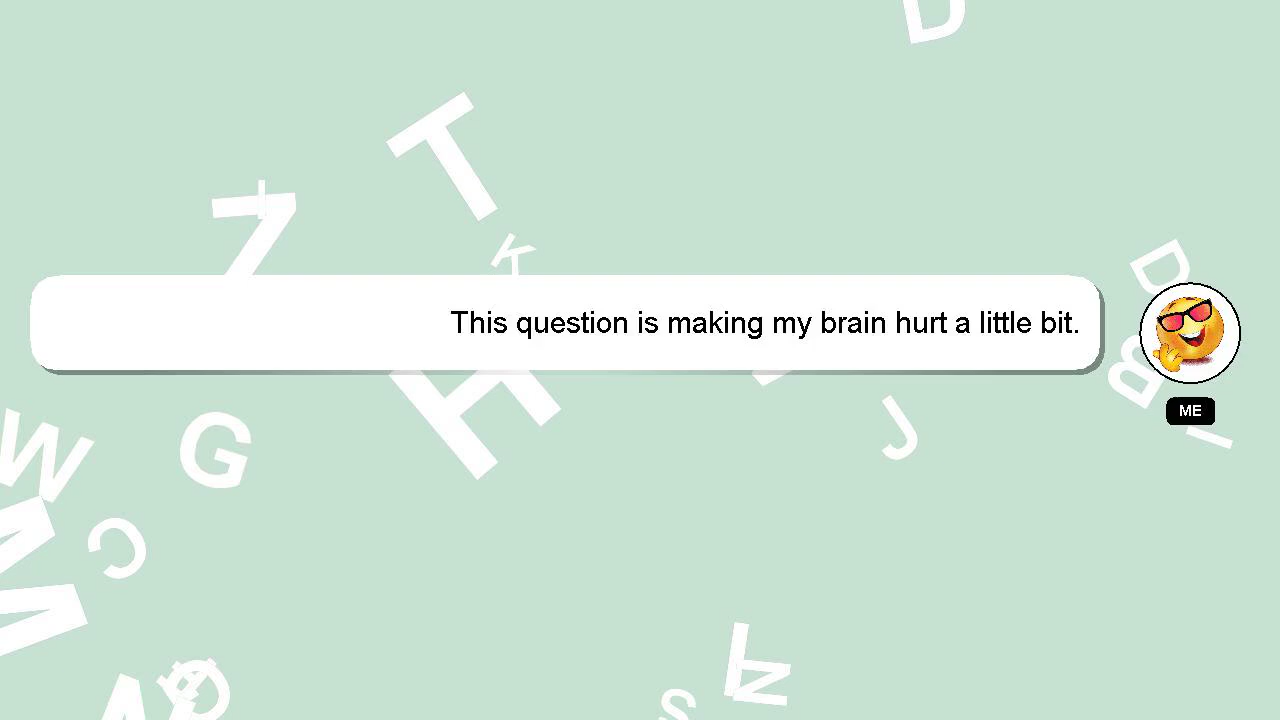 This question is making my brain hurt a little bit.
ME
D
T
Z
I
K
D
B
I
H
J
W
G
C
M
M
S
Z